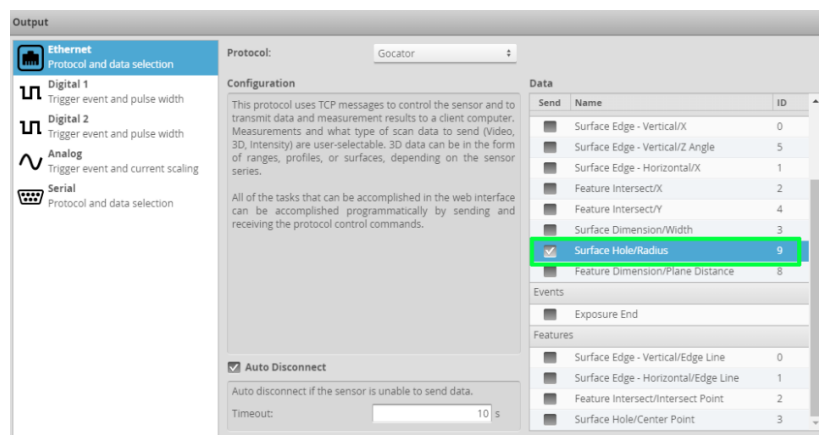 Output
Ethernet
Protocol and data selection
Digital 1
Trigger event and pulse width
Digital 2
Trigger event and pulse width
Analog
Trigger event and current scaling
Serial
Protocol and data selection
Protocol: Gocator
Configuration
This protocol uses TCP messages to control the sensor and to
transmit data and measurement results to a client computer.
Measurements and what type of scan data to send (Video,
3D, Intensity) are user-selectable. 3D data can be in the form
of ranges, profiles, or surfaces, depending on the sensor
series.
All of the tasks that can be accomplished in the web interface
can be accomplished programmatically by sending and
receiving the protocol control commands.
Auto Disconnect
Auto disconnect if the sensor is unable to send data.
Timeout: 10 s
Data
Send Name ID
Surface Edge - Vertical/X 0
Surface Edge - Vertical/Z Angle 5
Surface Edge - Horizontal/X 1
Feature Intersect/X 2
Feature Intersect/Y 4
Surface Dimension/Width 3
Surface Hole/Radius 9
Feature Dimension/Plane Distance 8
Events
Exposure End
Features
Surface Edge - Vertical/Edge Line 0
Surface Edge - Horizontal/Edge Line 1
Feature Intersect/Intersect Point 2
Surface Hole/Center Point 3